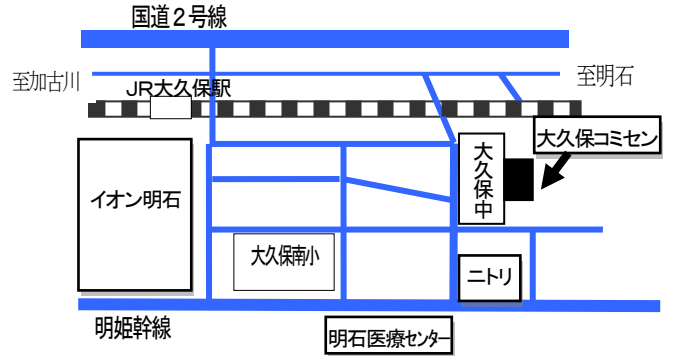 国道２号線
至加古川
至明石
ＪＲ大久保駅
大久保コミセン
大久保中
イオン明石
大久保南小
ニトリ
明姫幹線
明石医療センター